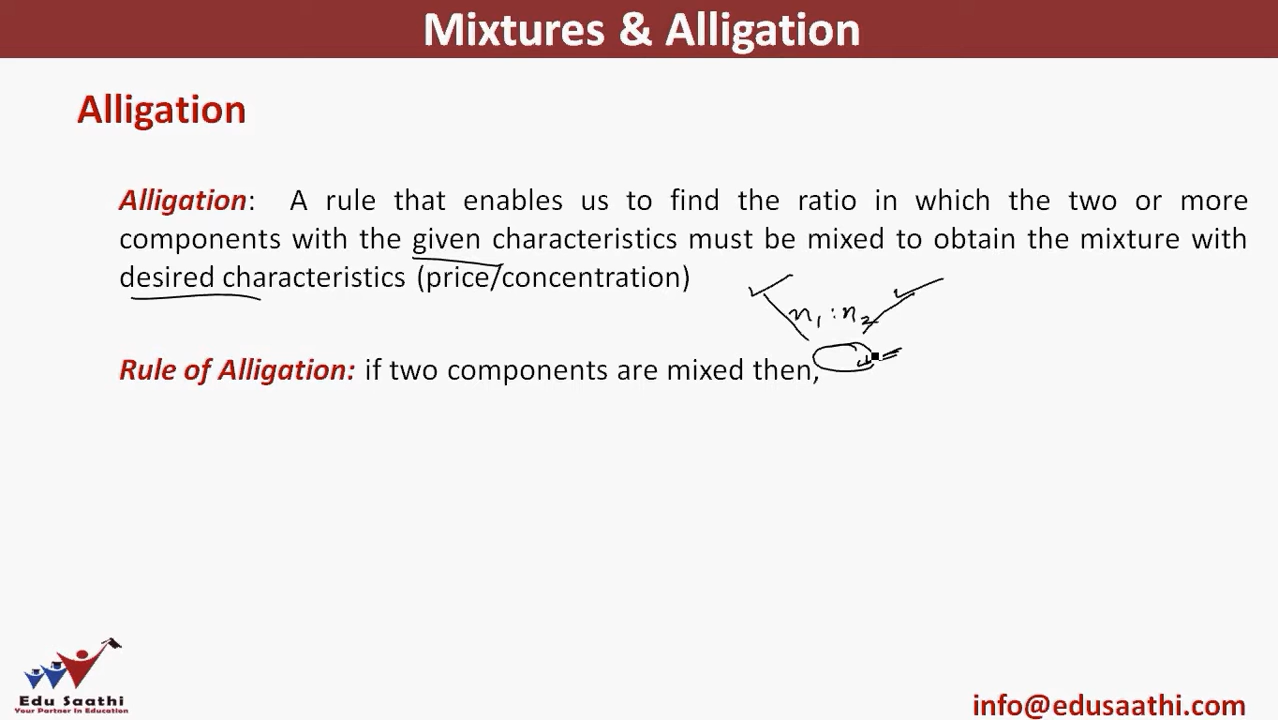 Mixtures & Alligation
Alligation
Alligation: A rule that enables us to find the ratio in which the two or more
components with the given characteristics must be mixed to obtain the mixture with
desired characteristics (price/concentration)
n₁ : n₂
Rule of Alligation: if two components are mixed then,
Edu Saathi
Your Partner In Education
info@edusaathi.com